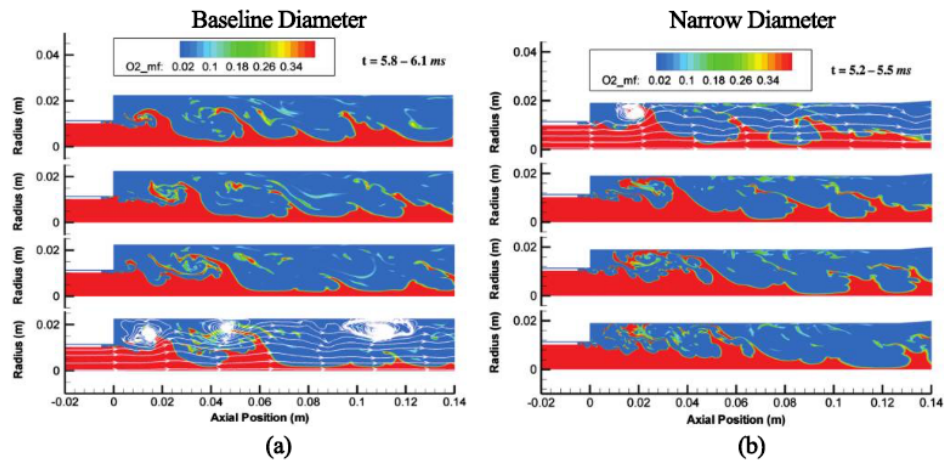 Baseline Diameter
0.02 0.1 0.18 0.26 0.34
O2_mf:
t = 5.8 – 6.1 ms
Radius (m)
0.02
0
Radius (m)
0.02
0
Radius (m)
0.02
0
Radius (m)
0.02
0
-0.02 0 0.02 0.04 0.06 0.08 0.1 0.12 0.14
Axial Position (m)
(a)
Narrow Diameter
O2_mf: 0.02 0.1 0.18 0.26 0.34
t = 5.2 – 5.5 ms
Radius (m)
0.02
0
Radius (m)
0.02
0
Radius (m)
0.02
0
Radius (m)
0.02
0
-0.02 0 0.02 0.04 0.06 0.08 0.1 0.12 0.14
Axial Position (m)
(b)